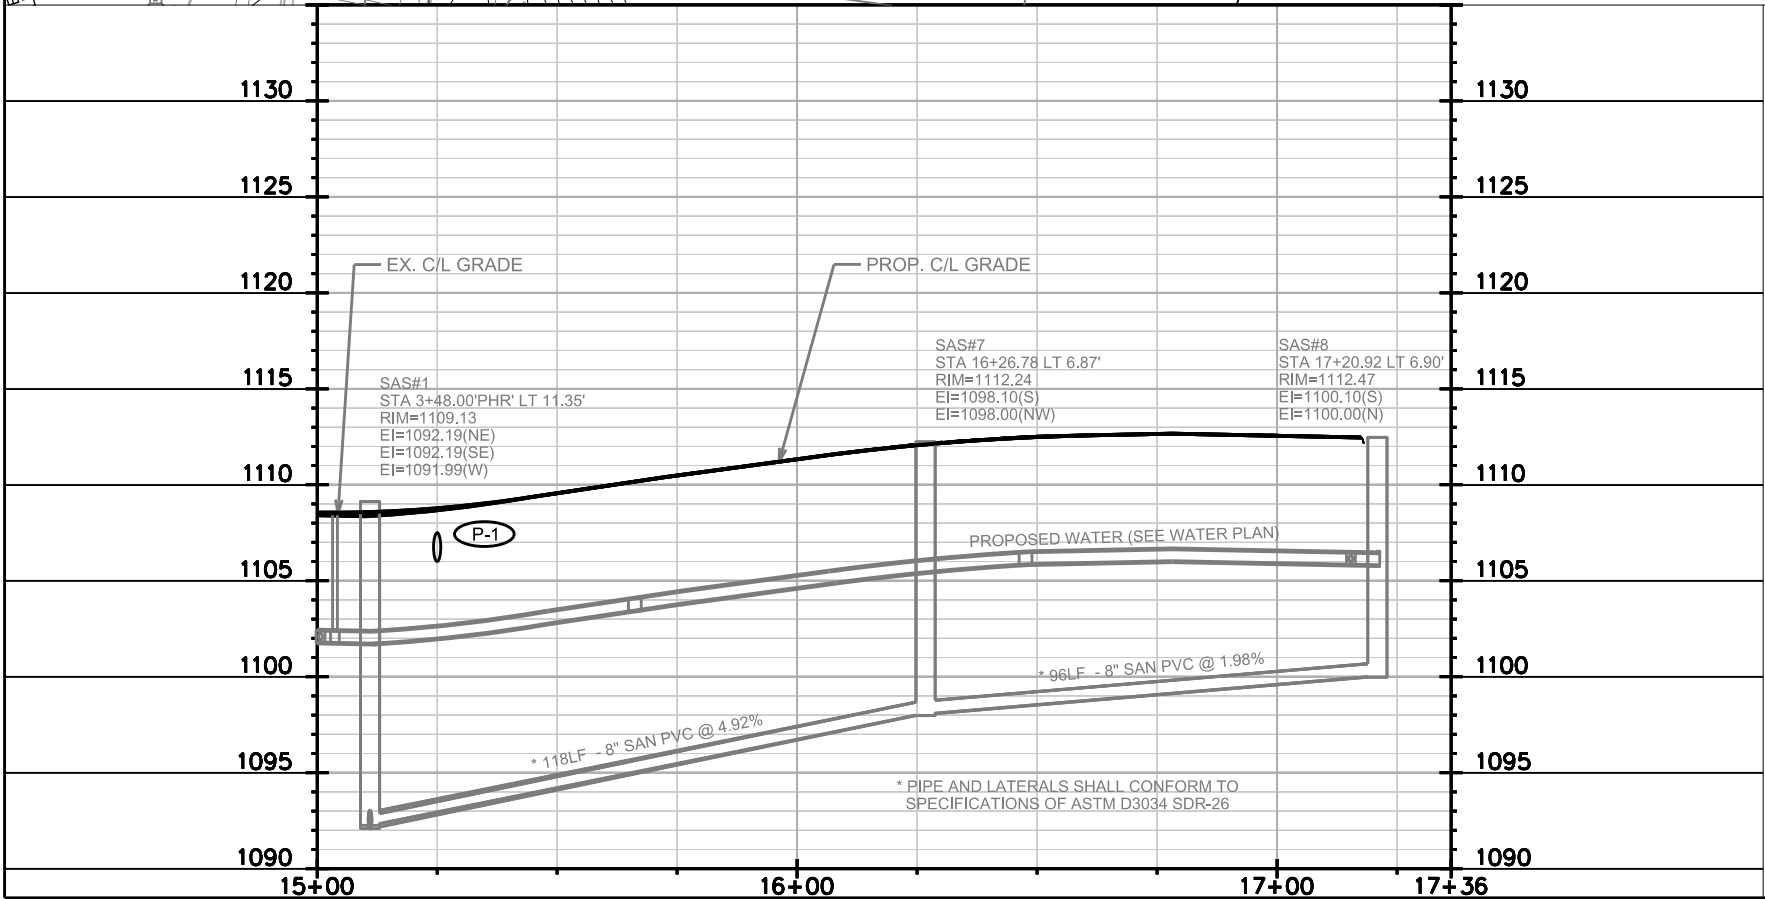 1130
1130
1125
1125
EX. C/L GRADE
PROP. C/L GRADE
1120
1120
SAS#7
STA 16+26.78 LT 6.87'
RIM=1112.24
EI=1098.10(S)
EI=1098.00(NW)
SAS#8
STA 17+20.92 LT 6.90'
RIM=1112.47
EI=1100.10(S)
EI=1100.00(N)
1115
1115
SAS#1
STA 3+48.00'PHR' LT 11.35'
RIM=1109.13
EI=1092.19(NE)
EI=1092.19(SE)
EI=1091.99(W)
1110
1110
P-1
PROPOSED WATER (SEE WATER PLAN)
1105
1105
1100
1100
* 96LF - 8" SAN PVC @ 1.98%
* 118LF - 8" SAN PVC @ 4.92%
1095
1095
* PIPE AND LATERALS SHALL CONFORM TO
SPECIFICATIONS OF ASTM D3034 SDR-26
1090
1090
15+00
16+00
17+00
17+36